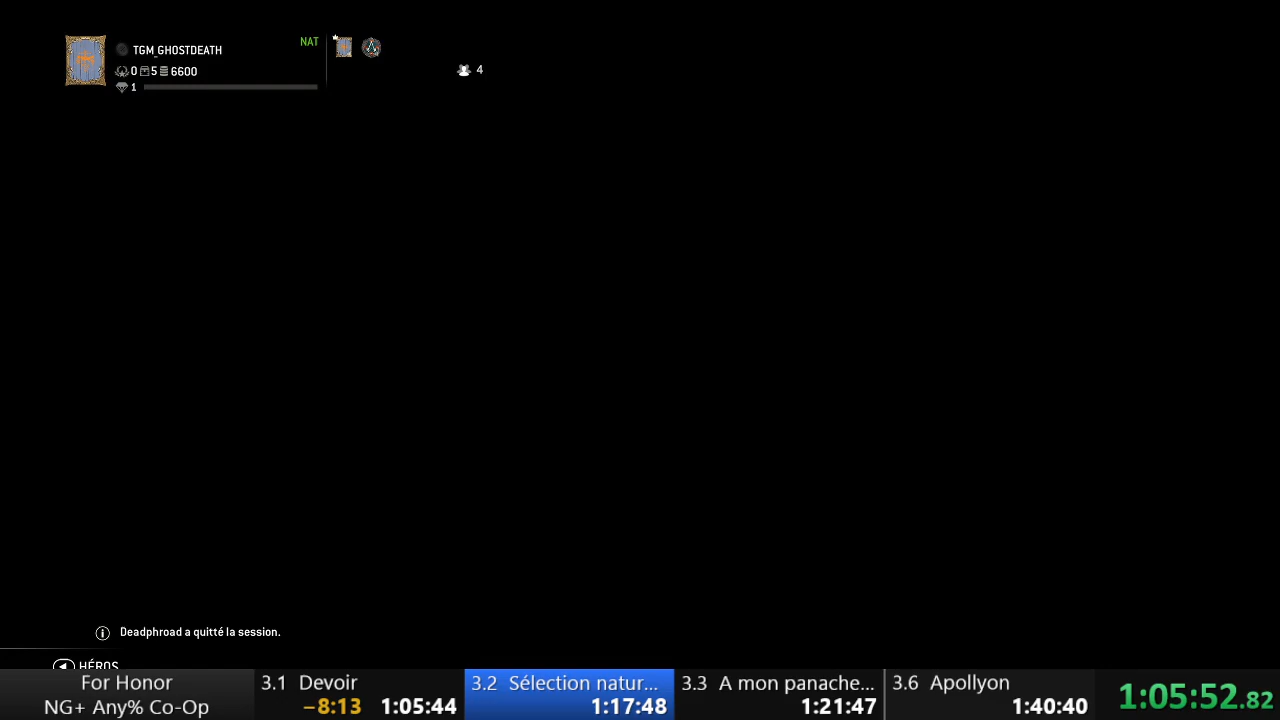 TGM_GHOSTDEATH
NAT
0 5 6600
1
4
Deadphroad a quitté la session.
HÉROS
For Honor
NG+ Any% Co-Op
3.1 Devoir
−8:13 1:05:44
3.2 Sélection natur...
1:17:48
3.3 A mon panache...
1:21:47
3.6 Apollyon
1:40:40
1:05:52.82